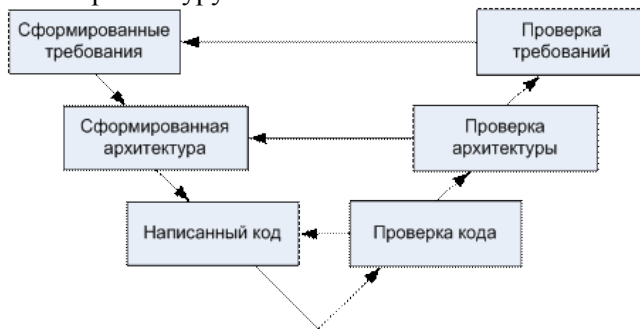 Сформированные
требования
Проверка
требований
Сформированная
архитектура
Проверка
архитектуры
Написанный код
Проверка кода